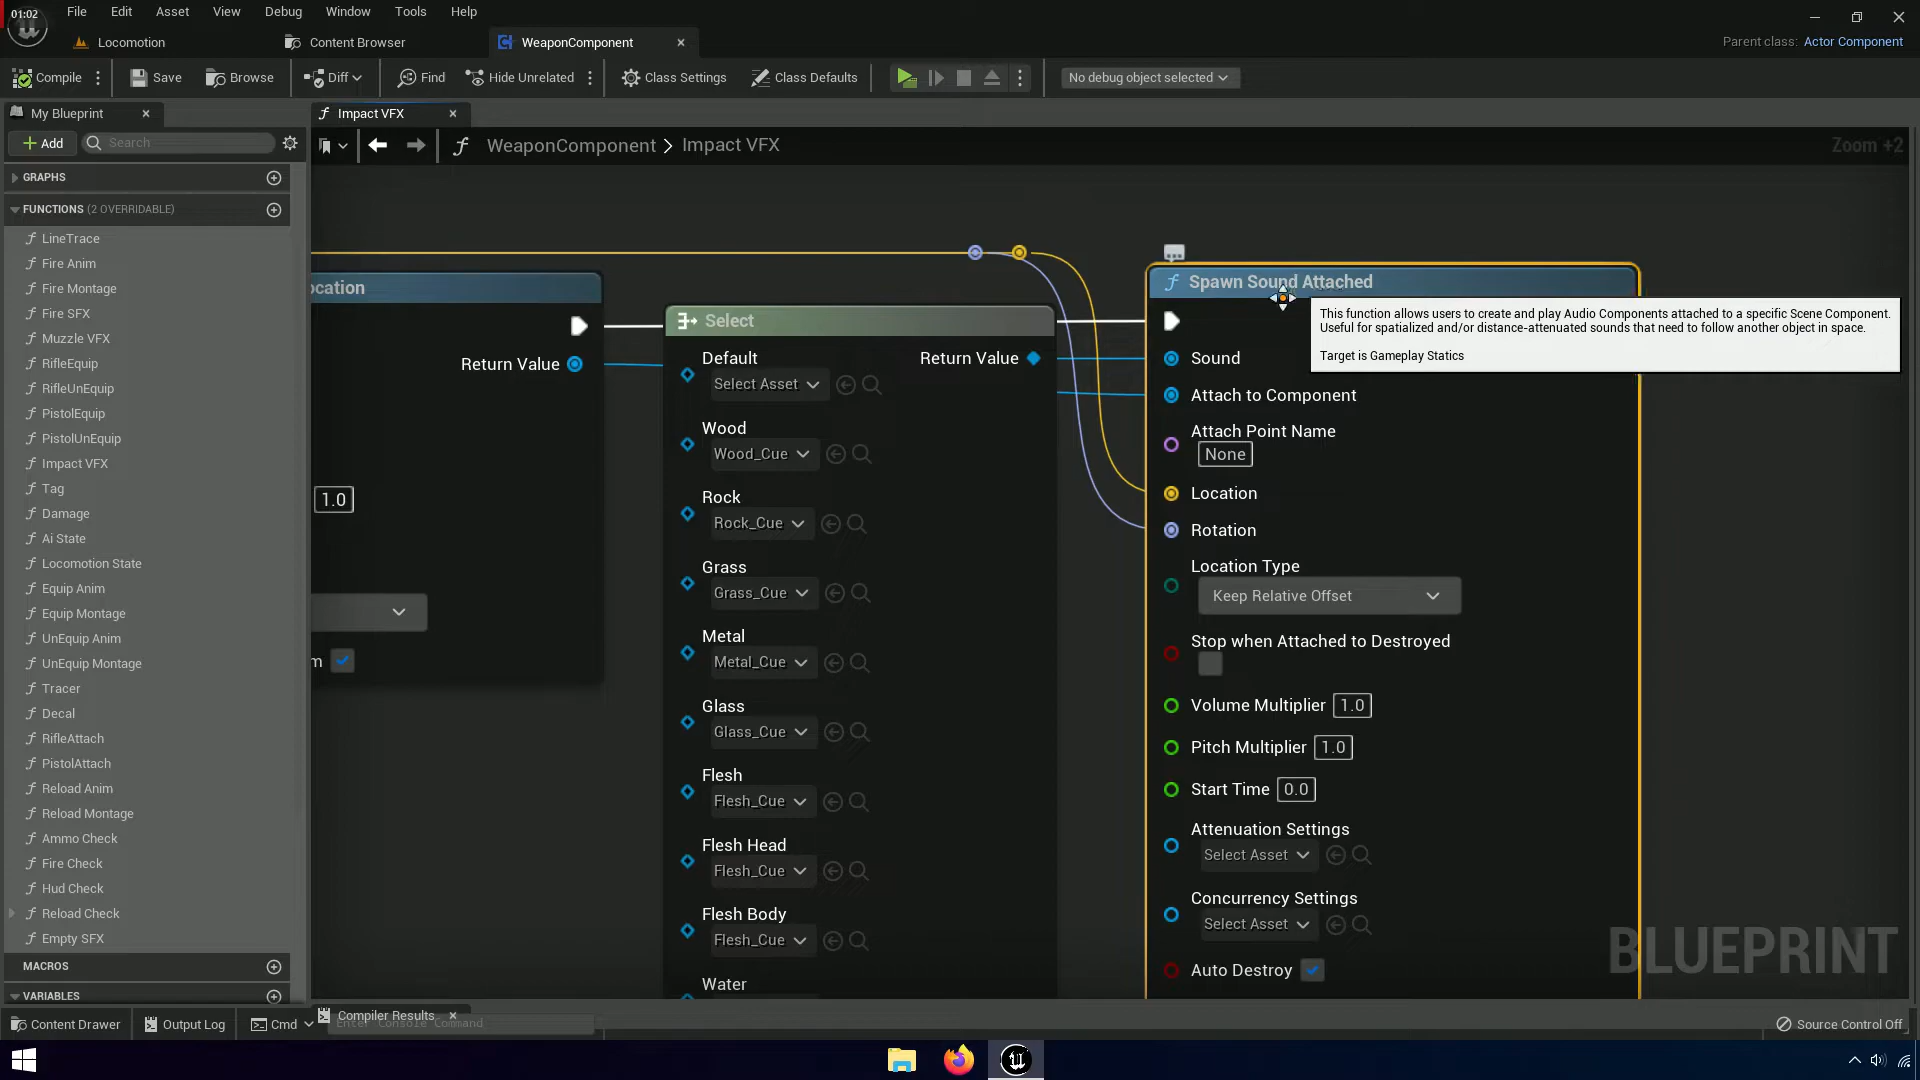 01:02
File Edit Asset View Debug Window Tools Help
Locomotion
Content Browser
WeaponComponent
Parent class: Actor Component
Compile
Save
Browse
Diff
Find
Hide Unrelated
Class Settings
Class Defaults
No debug object selected
My Blueprint
Impact VFX
Add
Search
WeaponComponent > Impact VFX
Zoom +2
GRAPHS
FUNCTIONS (2 OVERRIDABLE)
LineTrace
Fire Anim
Fire Montage
Fire SFX
Muzzle VFX
RifleEquip
RifleUnEquip
PistolEquip
PistolUnEquip
Impact VFX
Tag
Damage
Ai State
Locomotion State
Equip Anim
Equip Montage
UnEquip Anim
UnEquip Montage
Tracer
Decal
RifleAttach
PistolAttach
Reload Anim
Reload Montage
Ammo Check
Fire Check
Hud Check
Reload Check
Empty SFX
MACROS
VARIABLES
ocation
Return Value
1.0
m
Select
Default
Return Value
Select Asset
Wood
Wood_Cue
Rock
Rock_Cue
Grass
Grass_Cue
Metal
Metal_Cue
Glass
Glass_Cue
Flesh
Flesh_Cue
Flesh Head
Flesh_Cue
Flesh Body
Flesh_Cue
Water
Spawn Sound Attached
This function allows users to create and play Audio Components attached to a specific Scene Component.
Useful for spatialized and/or distance-attenuated sounds that need to follow another object in space.
Target is Gameplay Statics
Sound
Attach to Component
Attach Point Name
None
Location
Rotation
Location Type
Keep Relative Offset
Stop when Attached to Destroyed
Volume Multiplier 1.0
Pitch Multiplier 1.0
Start Time 0.0
Attenuation Settings
Select Asset
Concurrency Settings
Select Asset
Auto Destroy
BLUEPRINT
Compiler Results
Content Drawer
Output Log
Cmd
Enter Console Command
Source Control Off